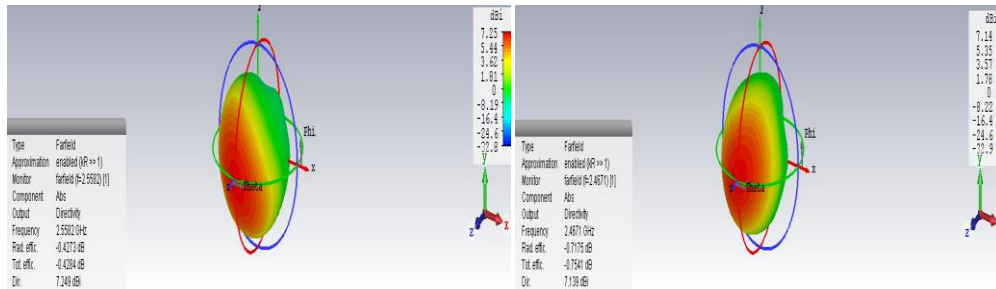 y
dBi
7.25
5.44
3.62
1.81
0
-8.19
-16.4
-24.6
-32.8
Phi
x
z
Theta
Type Farfield
Approximation enabled (kR >> 1)
Monitor farfield (f=2.5582) [1]
Component Abs
Output Directivity
Frequency 2.5582 GHz
Rad. effic. -0.4273 dB
Tot. effic. -0.4284 dB
Dir. 7.249 dBi
Y
Z
X
y
dBi
7.14
5.35
3.57
1.78
0
-8.22
-16.4
-24.6
-32.9
Phi
x
z
Theta
Type Farfield
Approximation enabled (kR >> 1)
Monitor farfield (f=2.4671) [1]
Component Abs
Output Directivity
Frequency 2.4671 GHz
Rad. effic. -0.7175 dB
Tot. effic. -0.7541 dB
Dir. 7.139 dBi
Y
Z
X